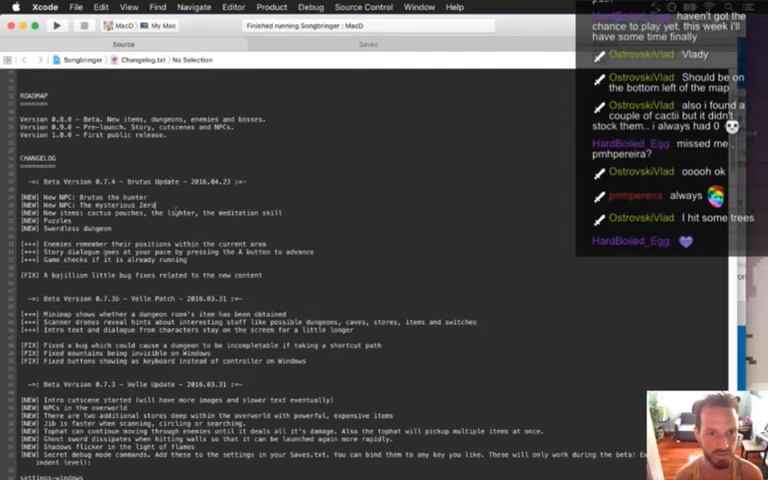 Xcode File Edit View Find Navigate Editor Product Debug Source Control Window Help
MacD My Mac
Finished running Songbringer : MacD
Source
Saves
Songbringer Changelog.txt No Selection
ROADMAP
=======
Version 0.8.0 - Beta. New items, dungeons, enemies and bosses.
Version 0.9.0 - Pre-launch. Story, cutscenes and NPCs.
Version 1.0.0 - First public release.
CHANGELOG
=========
-=: Beta Version 0.7.4 - Brutus Update - 2016.04.23 :=-
[NEW] New NPC: Brutus the hunter
[NEW] New NPC: The mysterious Zero
[NEW] New items: cactus pouches, the lighter, the meditation skill
[NEW] Puzzles
[NEW] Swordless dungeon
[+++] Enemies remember their positions within the current area
[+++] Story dialogue goes at your pace by pressing the A button to advance
[+++] Game checks if it is already running
[FIX] A bajillion little bug fixes related to the new content
-=: Beta Version 0.7.3b - Velle Patch - 2016.03.31 :=-
[+++] Minimap shows whether a dungeon room's item has been obtained
[+++] Scanner drones reveal hints about interesting stuff like possible dungeons, caves, stores, items and switches
[+++] Intro text and dialogue from characters stay on the screen for a little longer
[FIX] Fixed a bug which could cause a dungeon to be incompletable if taking a shortcut path
[FIX] Fixed mountains being invisible on Windows
[FIX] Fixed buttons showing as keyboard instead of controller on Windows
-=: Beta Version 0.7.3 - Velle Update - 2016.03.31 :=-
[NEW] Intro cutscene started (will have more images and slower text eventually)
[NEW] NPCs in the overworld
[NEW] There are two additional stores deep within the overworld with powerful, expensive items
[NEW] Jib is faster when scanning, circling or searching.
[NEW] Tophat can continue moving through enemies until it deals all it's damage. Also the tophat will pickup multiple items at once.
[NEW] Ghost sword dissipates when hitting walls so that it can be launched again more rapidly.
[NEW] Shadows flicker in the light of flames
[NEW] Secret debug mode commands. Add these to the settings in your Saves.txt. You can bind them to any key you like. These will only work during the beta!
indent level):
settings-windows
HardBoiled_Egg haven't got the
chance to play yet. this week i'll
have some time finally
OstrovskiVlad Vlady
OstrovskiVlad Should be on
the bottom left of the map
OstrovskiVlad also i found a
couple of cactii but it didn't
stock them.. i always had 0
HardBoiled_Egg missed me ,
pmhpereira?
OstrovskiVlad ooooh ok
pmhpereira always
OstrovskiVlad I hit some trees
HardBoiled_Egg